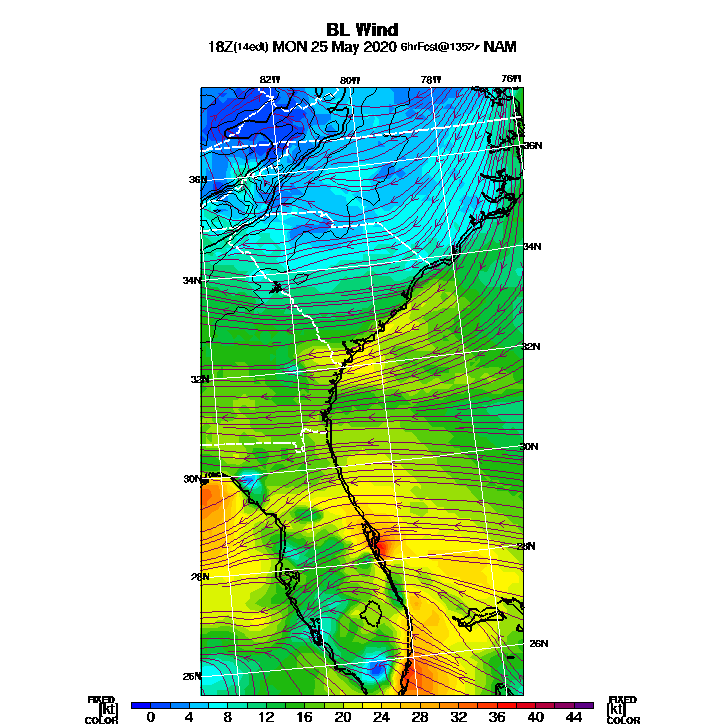 BL Wind
18Z(14edt) MON 25 May 2020 6hrFcst@1352z NAM
82W 80W 78W 76W
36N
36N
34N
34N
32N
32N
30N
30N
28N
28N
26N
26N
FIXED FIXED
[kt] 0 4 8 12 16 20 24 28 32 36 40 44 [kt]
COLOR COLOR